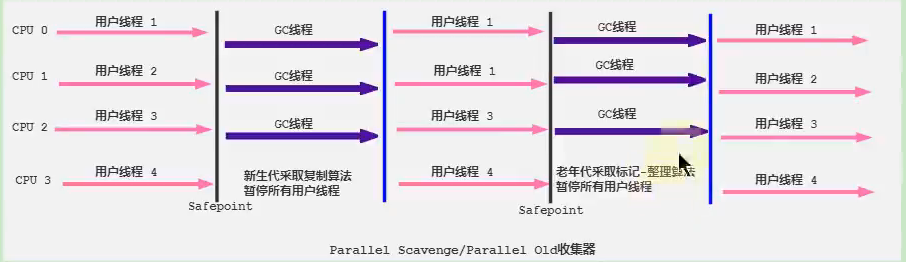 CPU 0
用户线程 1
GC线程
用户线程 1
GC线程
用户线程 1
CPU 1
用户线程 2
GC线程
用户线程 1
GC线程
用户线程 2
CPU 2
用户线程 3
GC线程
用户线程 3
GC线程
用户线程 3
CPU 3
用户线程 4
新生代采取复制算法
暂停所有用户线程
用户线程 4
老年代采取标记-整理算法
暂停所有用户线程
用户线程 4
Safepoint
Safepoint
Parallel Scavenge/Parallel Old收集器